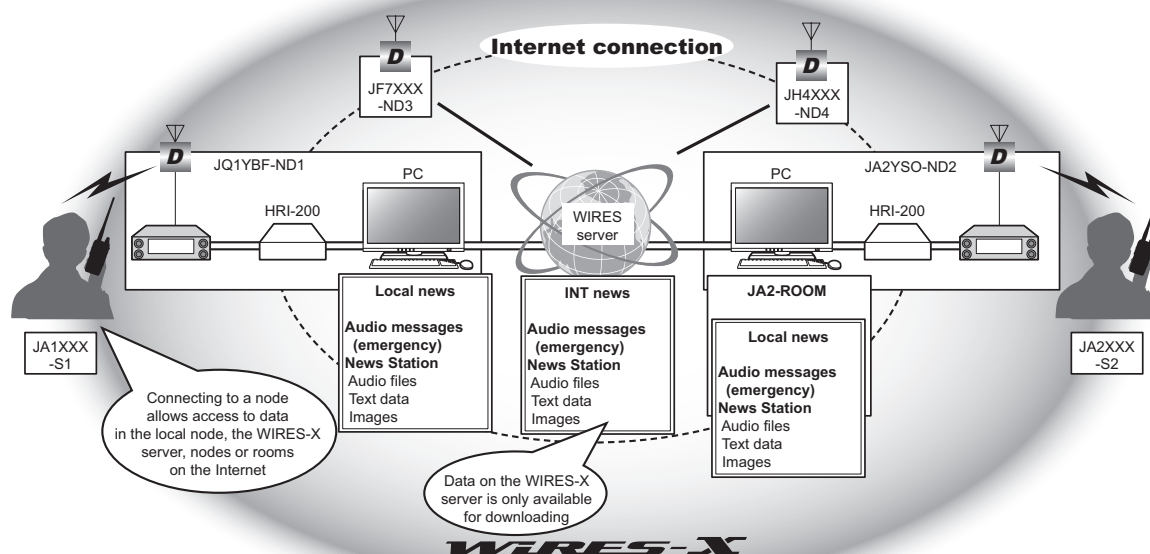 Internet connection
D
JF7XXX
-ND3
D
JH4XXX
-ND4
D
JQ1YBF-ND1
PC
HRI-200
WIRES
server
PC
JA2YSO-ND2
D
HRI-200
JA1XXX
-S1
JA2XXX
-S2
Local news
Audio messages
(emergency)
News Station
Audio files
Text data
Images
INT news
Audio messages
(emergency)
News Station
Audio files
Text data
Images
JA2-ROOM
Local news
Audio messages
(emergency)
News Station
Audio files
Text data
Images
Connecting to a node
allows access to data
in the local node, the WIRES-X
server, nodes or rooms
on the Internet
Data on the WIRES-X
server is only available
for downloading
WiRES-X